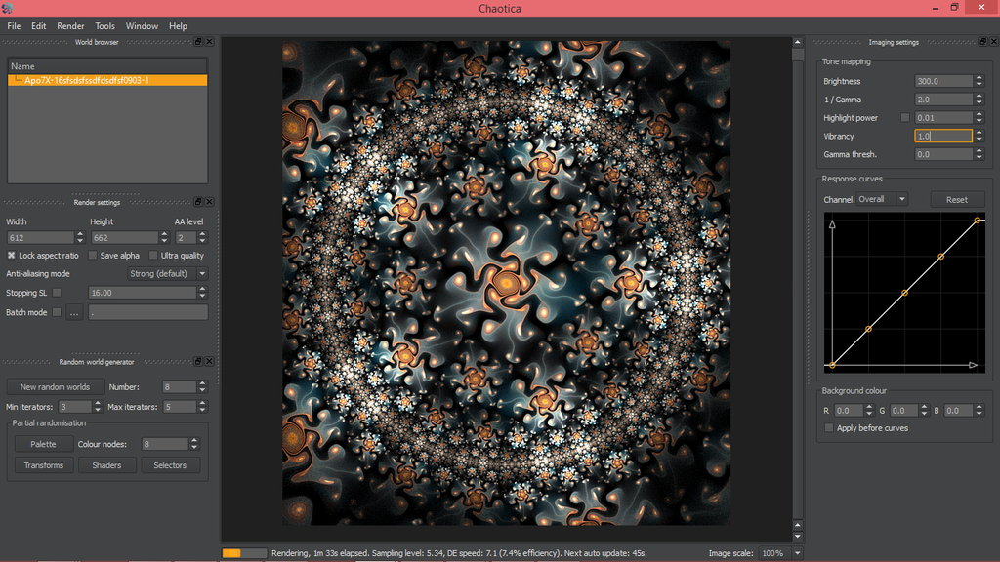 Chaotica
File Edit Render Tools Window Help
World browser
Name
Apo7X-16sfsdsfssdfdsdfsf0903-1
Render settings
Width Height AA level
612 662 2
Lock aspect ratio Save alpha Ultra quality
Anti-aliasing mode Strong (default)
Stopping SL 16.00
Batch mode ... .
Random world generator
New random worlds Number: 8
Min iterators: 3 Max iterators: 5
Partial randomisation
Palette Colour nodes: 8
Transforms Shaders Selectors
Rendering, 1m 33s elapsed. Sampling level: 5.34, DE speed: 7.1 (7.4% efficiency). Next auto update: 45s. Image scale: 100%
Imaging settings
Tone mapping
Brightness 300.0
1 / Gamma 2.0
Highlight power 0.01
Vibrancy 1.0
Gamma thresh. 0.0
Response curves
Channel: Overall Reset
Background colour
R 0.0 G 0.0 B 0.0
Apply before curves